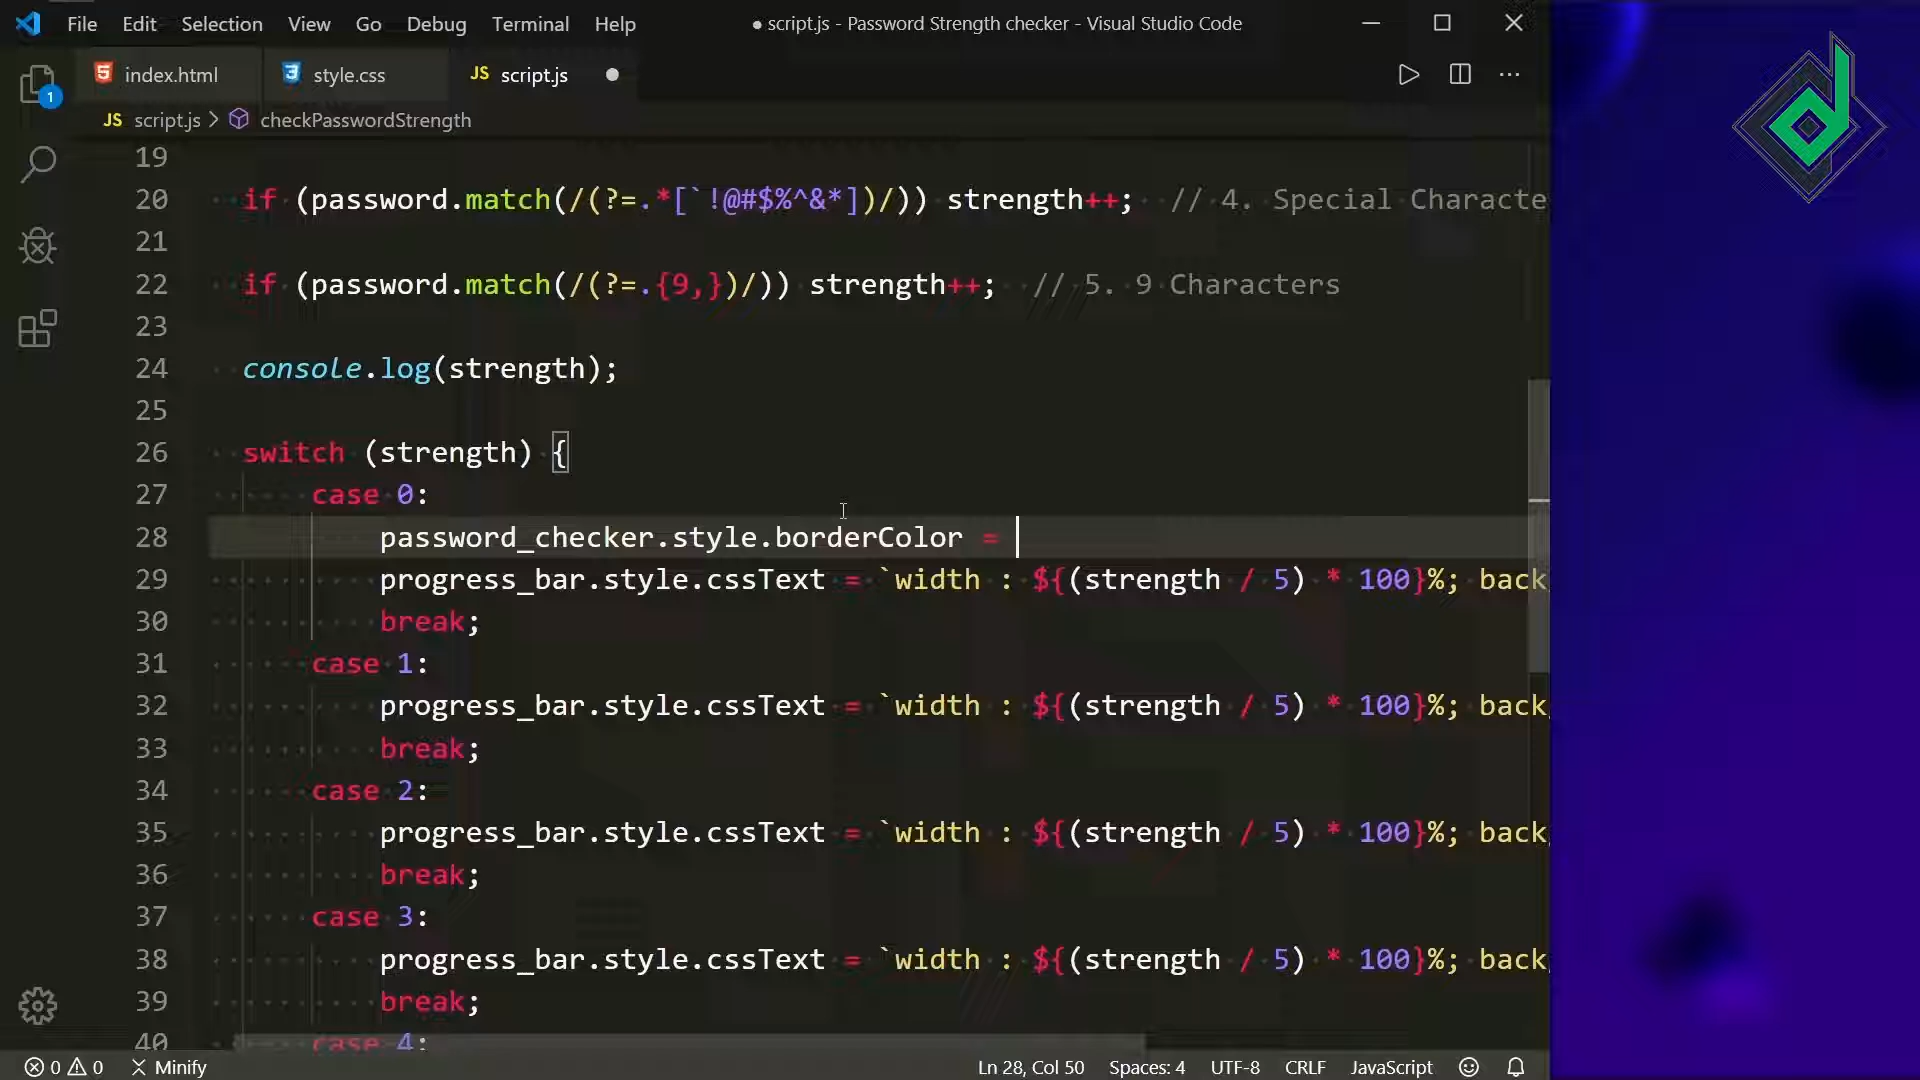 File Edit Selection View Go Debug Terminal Help
● script.js - Password Strength checker - Visual Studio Code
index.html
style.css
JS script.js ●
JS script.js > checkPasswordStrength
1
19
20 if (password.match(/(?=.*[`!@#$%^&*])/)) strength++; // 4. Special Characte
21
22 if (password.match(/(?=.{9,})/)) strength++; // 5. 9 Characters
23
24 console.log(strength);
25
26 switch (strength) {
27 case 0:
28 password_checker.style.borderColor =
29 progress_bar.style.cssText = `width : ${(strength / 5) * 100}%; back
30 break;
31 case 1:
32 progress_bar.style.cssText = `width : ${(strength / 5) * 100}%; back
33 break;
34 case 2:
35 progress_bar.style.cssText = `width : ${(strength / 5) * 100}%; back
36 break;
37 case 3:
38 progress_bar.style.cssText = `width : ${(strength / 5) * 100}%; back
39 break;
40 case 4:
0 0 Minify
Ln 28, Col 50 Spaces: 4 UTF-8 CRLF JavaScript